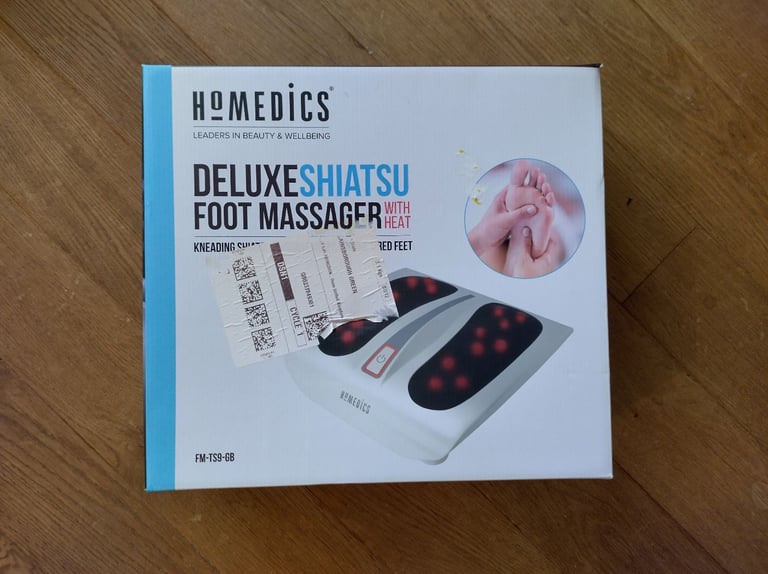 HOMEDICS®
LEADERS IN BEAUTY & WELLBEING
DELUXESHIATSU
FOOT MASSAGER WITH HEAT
KNEADING RED FEET
DSN1
CYCLE 1
HOMEDICS
FM-TS9-GB